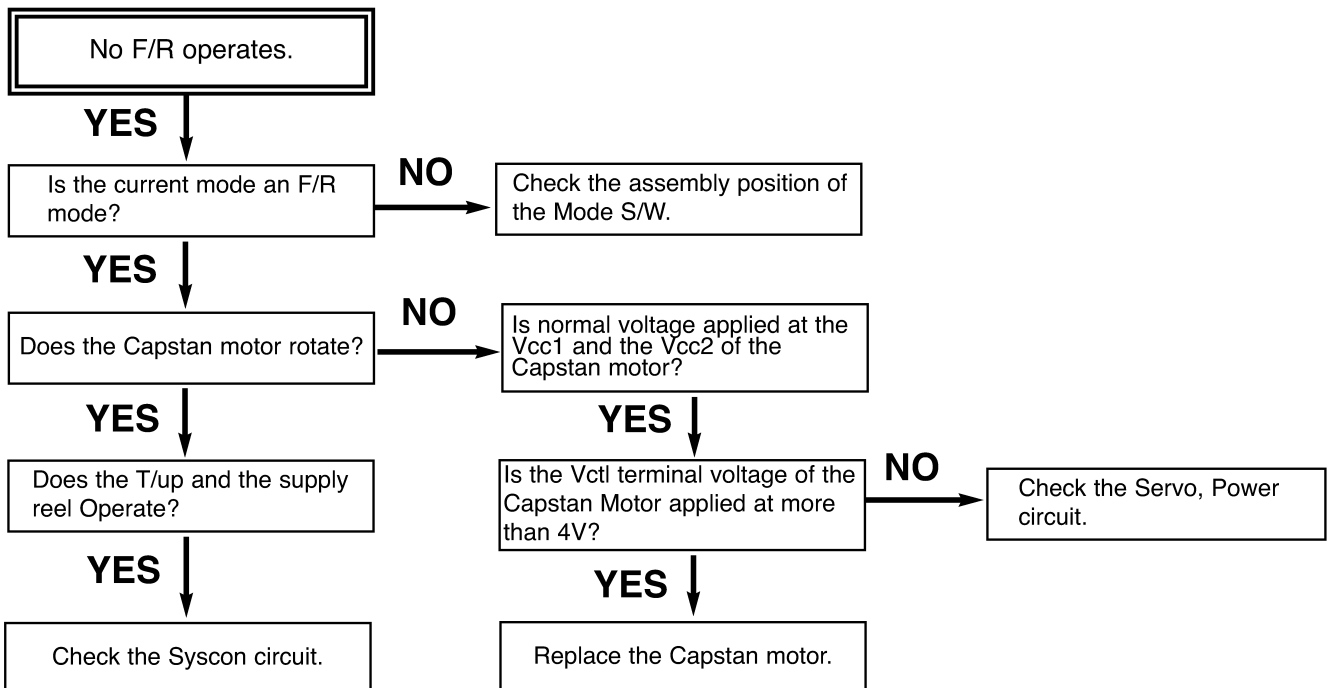 No F/R operates.
YES
Is the current mode an F/R
mode?
NO
Check the assembly position of
the Mode S/W.
YES
Does the Capstan motor rotate?
NO
Is normal voltage applied at the
Vcc1 and the Vcc2 of the
Capstan motor?
YES
YES
Does the T/up and the supply
reel Operate?
Is the Vctl terminal voltage of the
Capstan Motor applied at more
than 4V?
NO
Check the Servo, Power
circuit.
YES
YES
Check the Syscon circuit.
Replace the Capstan motor.